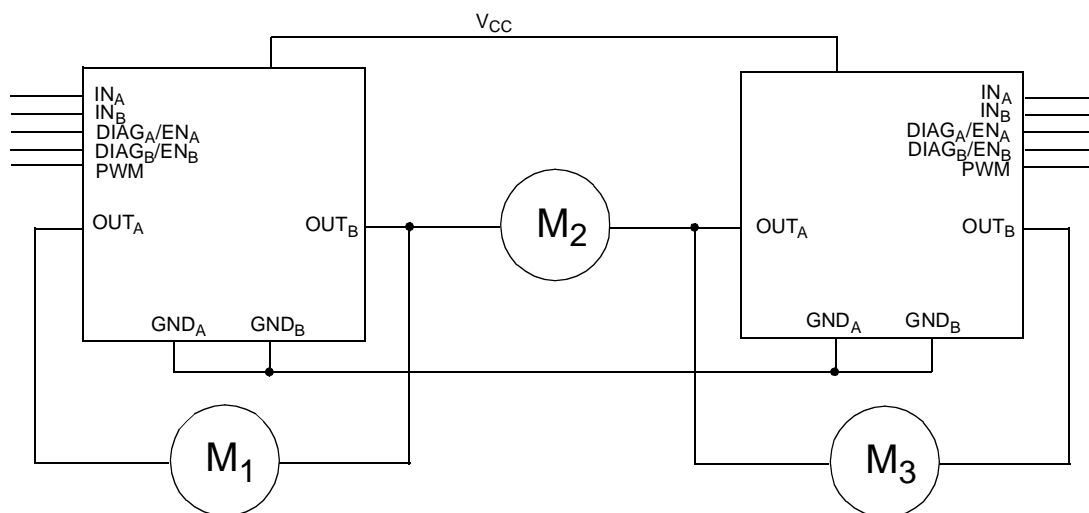 VCC
INA
INB
DIAGA/ENA
DIAGB/ENB
PWM
OUTA
OUTB
GNDA
GNDB
M1
M2
INA
INB
DIAGA/ENA
DIAGB/ENB
PWM
OUTA
OUTB
GNDA
GNDB
M3